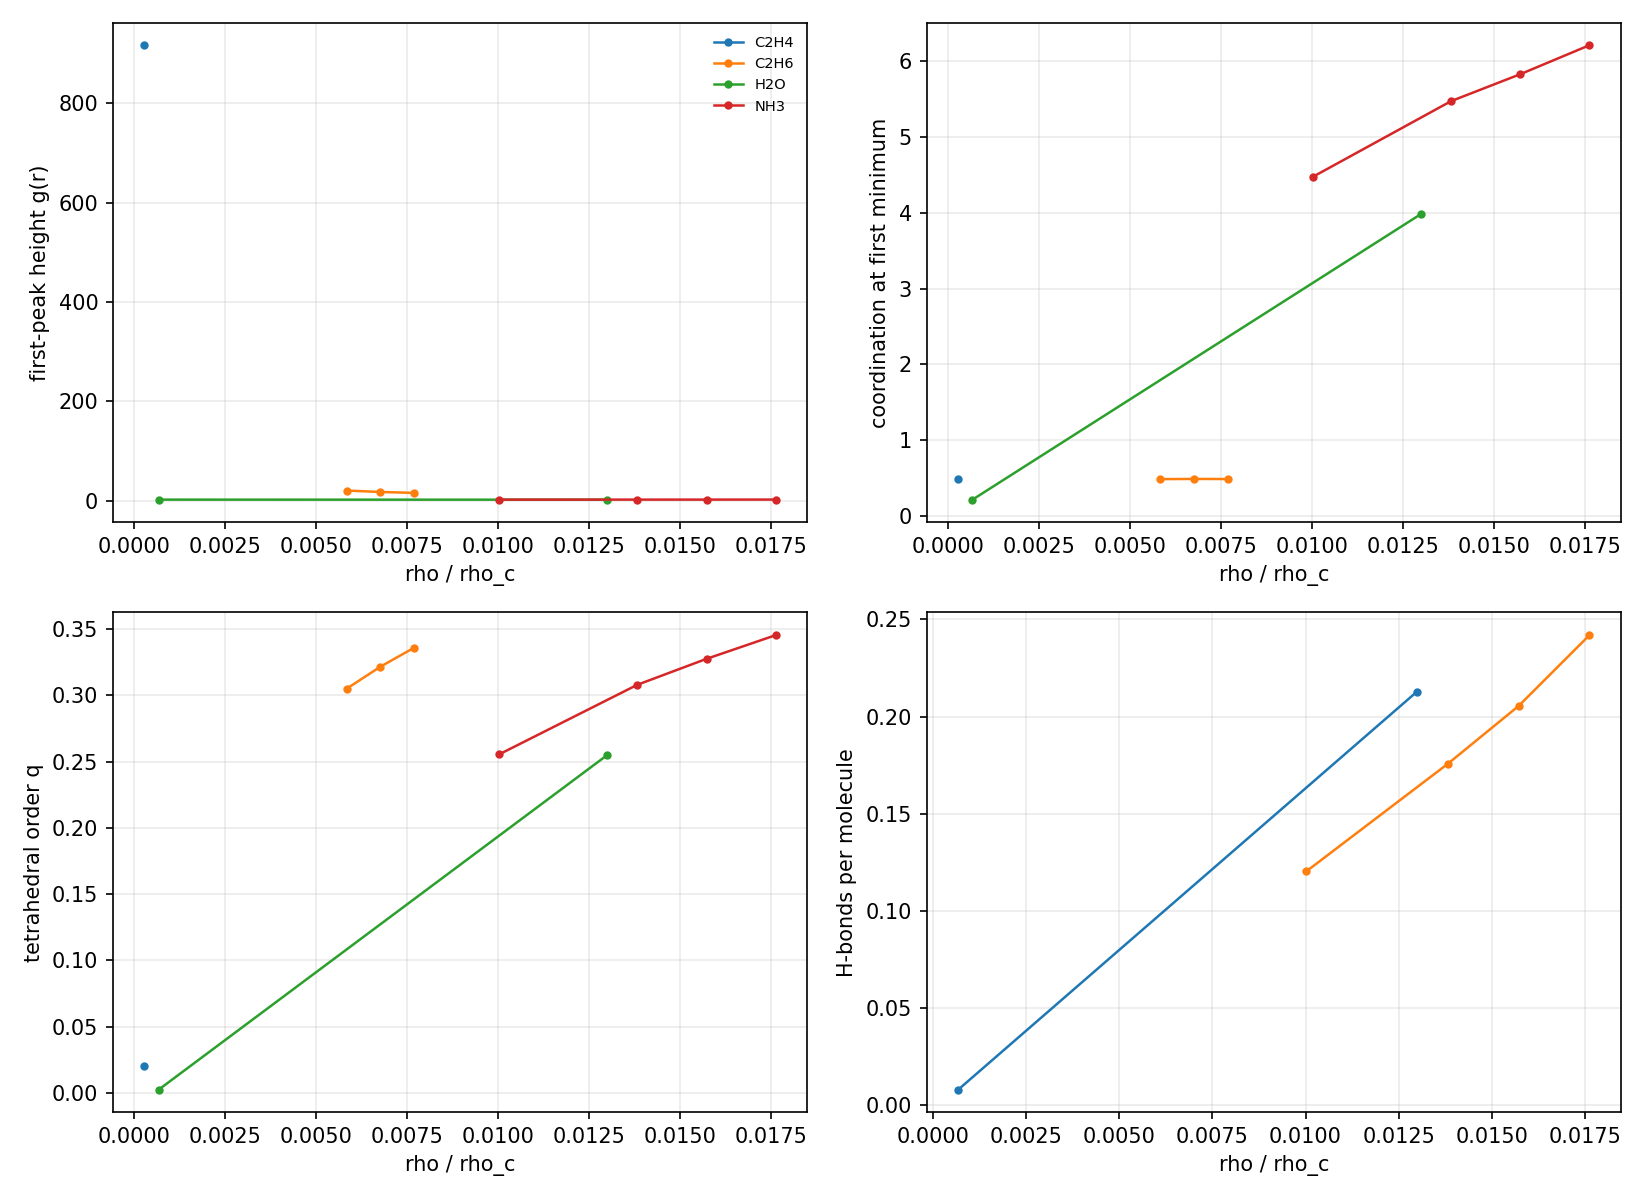 first-peak height g(r)
800
600
400
200
0
0.0000 0.0025 0.0050 0.0075 0.0100 0.0125 0.0150 0.0175
rho / rho_c
C2H4
C2H6
H2O
NH3
coordination at first minimum
6
5
4
3
2
1
0
0.0000 0.0025 0.0050 0.0075 0.0100 0.0125 0.0150 0.0175
rho / rho_c
tetrahedral order q
0.35
0.30
0.25
0.20
0.15
0.10
0.05
0.00
0.0000 0.0025 0.0050 0.0075 0.0100 0.0125 0.0150 0.0175
rho / rho_c
H-bonds per molecule
0.25
0.20
0.15
0.10
0.05
0.00
0.0000 0.0025 0.0050 0.0075 0.0100 0.0125 0.0150 0.0175
rho / rho_c